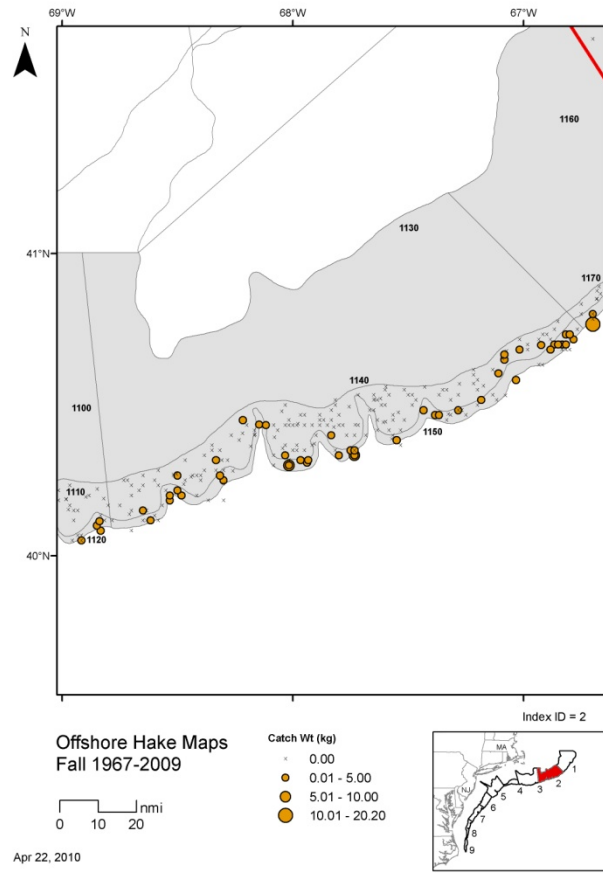 69°W 68°W 67°W
N
1160
1130
41°N
1170
1140
1100
1150
1110
1120
40°N
Index ID = 2
Offshore Hake Maps
Fall 1967-2009
nmi
0 10 20
Apr 22, 2010
Catch Wt (kg)
0.00
0.01 - 5.00
5.01 - 10.00
10.01 - 20.20
MA
NJ
1
2
3
4
5
6
7
8
9